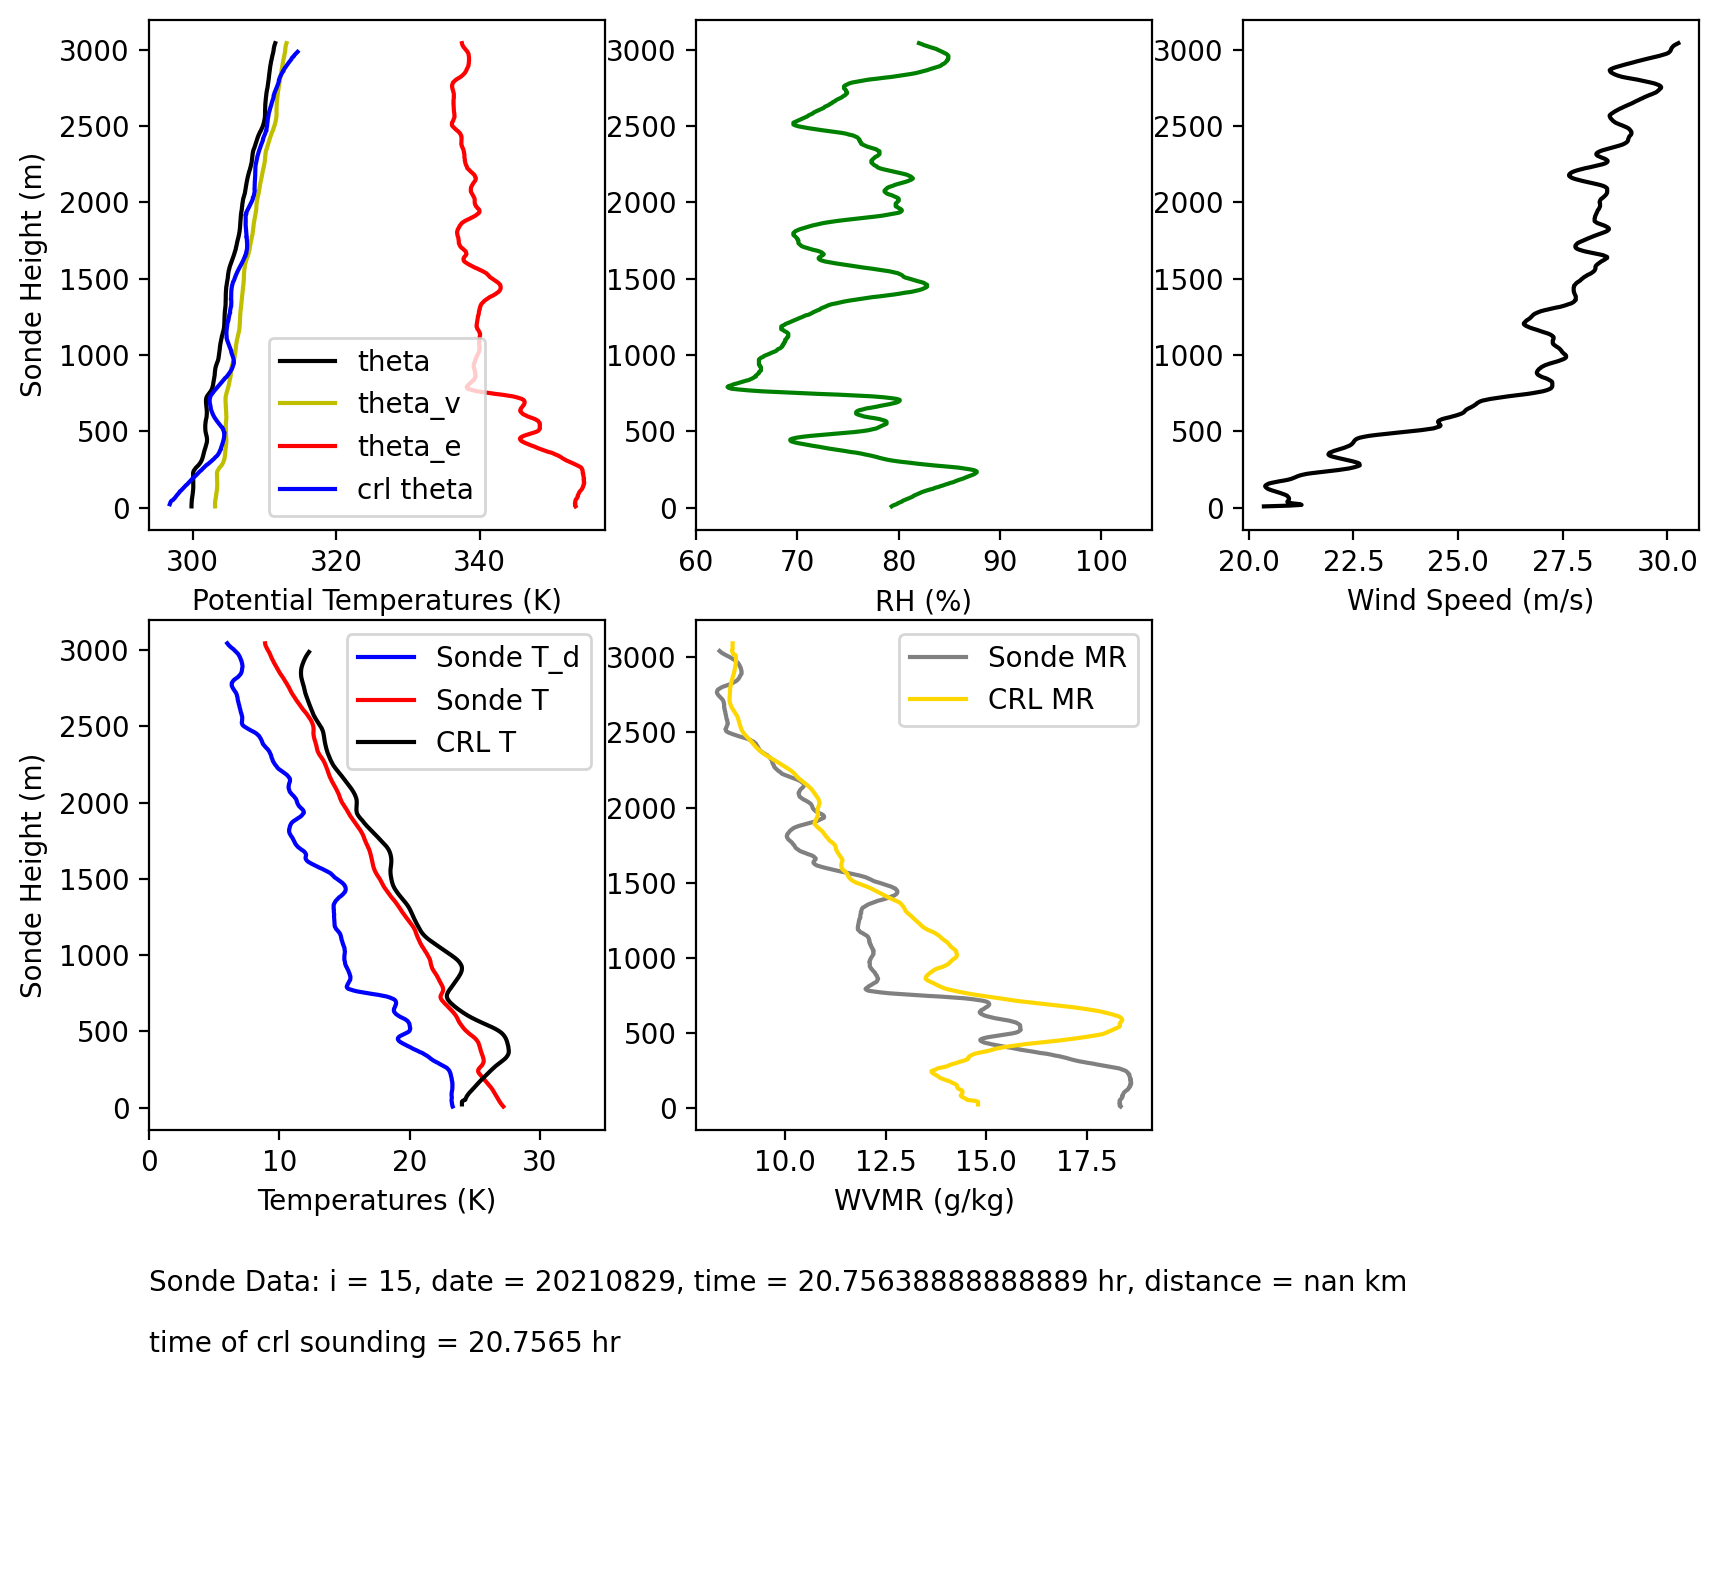 Sonde Height (m)
3000
2500
2000
1500
1000
500
0
theta
theta_v
theta_e
crl theta
300 320 340
Potential Temperatures (K)
3000
2500
2000
1500
1000
500
0
60 70 80 90 100
RH (%)
3000
2500
2000
1500
1000
500
0
20.0 22.5 25.0 27.5 30.0
Wind Speed (m/s)
Sonde Height (m)
3000
2500
2000
1500
1000
500
0
Sonde T_d
Sonde T
CRL T
0 10 20 30
Temperatures (K)
3000
2500
2000
1500
1000
500
0
Sonde MR
CRL MR
10.0 12.5 15.0 17.5
WVMR (g/kg)
Sonde Data: i = 15, date = 20210829, time = 20.75638888888889 hr, distance = nan km
time of crl sounding = 20.7565 hr